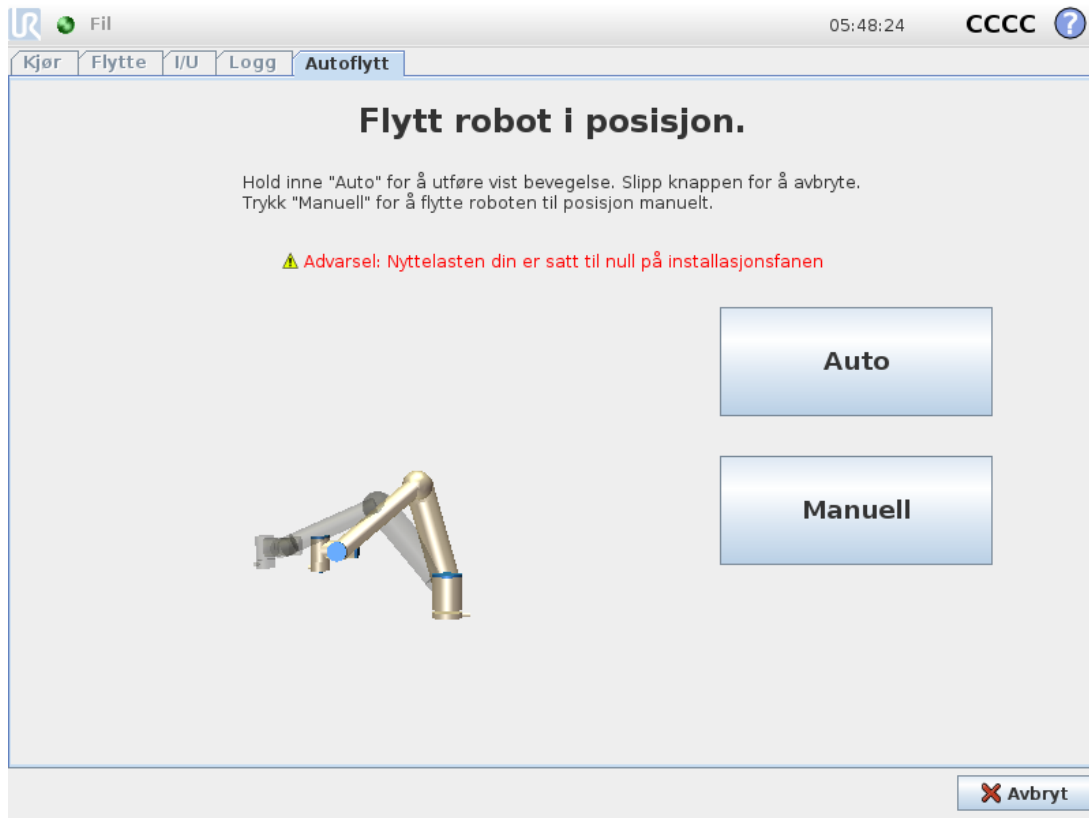 UR
Fil
05:48:24
CCCC
?
Kjør
Flytte
I/U
Logg
Autoflytt
Flytt robot i posisjon.
Hold inne "Auto" for å utføre vist bevegelse. Slipp knappen for å avbryte.
Trykk "Manuell" for å flytte roboten til posisjon manuelt.
Advarsel: Nyttelasten din er satt til null på installasjonsfanen
Auto
Manuell
Avbryt